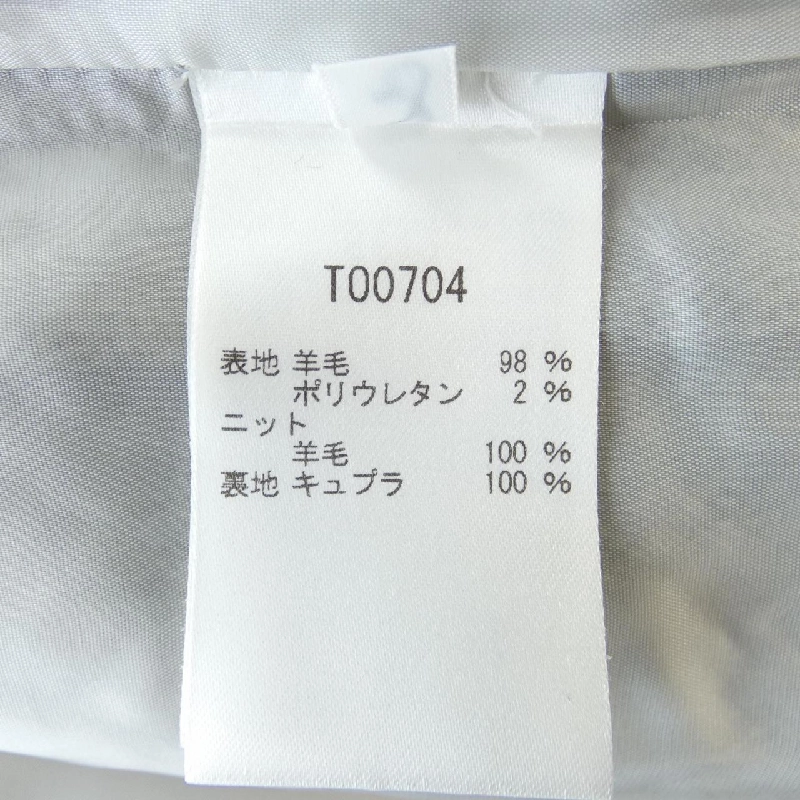 T00704
表地 羊毛 98 %
ポリウレタン 2 %
ニット
羊毛 100 %
裏地 キュプラ 100 %